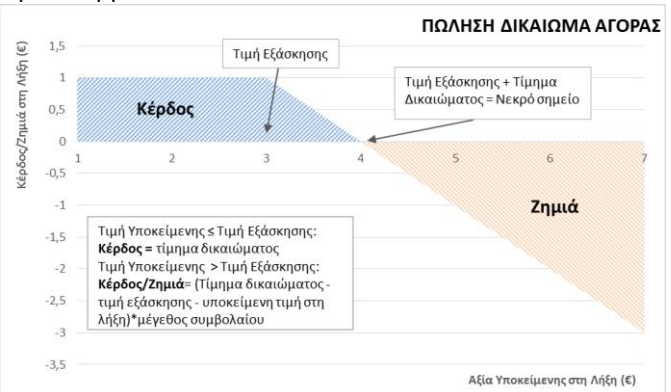 ΠΩΛΗΣΗ ΔΙΚΑΙΩΜΑ ΑΓΟΡΑΣ
Κέρδος/Ζημιά στη Λήξη (€)
1,5
1
0,5
0
-0,5
-1
-1,5
-2
-2,5
-3
-3,5
Τιμή Εξάσκησης
Τιμή Εξάσκησης + Τίμημα
Δικαιώματος = Νεκρό σημείο
Κέρδος
1 2 3 4 5 6 7
Ζημιά
Τιμή Υποκείμενης ≤ Τιμή Εξάσκησης:
Κέρδος = τίμημα δικαιώματος
Τιμή Υποκείμενης > Τιμή Εξάσκησης:
Κέρδος/Ζημιά= (Τίμημα δικαιώματος -
τιμή εξάσκησης - υποκείμενη τιμή στη
λήξη)*μέγεθος συμβολαίου
Αξία Υποκείμενης στη Λήξη (€)